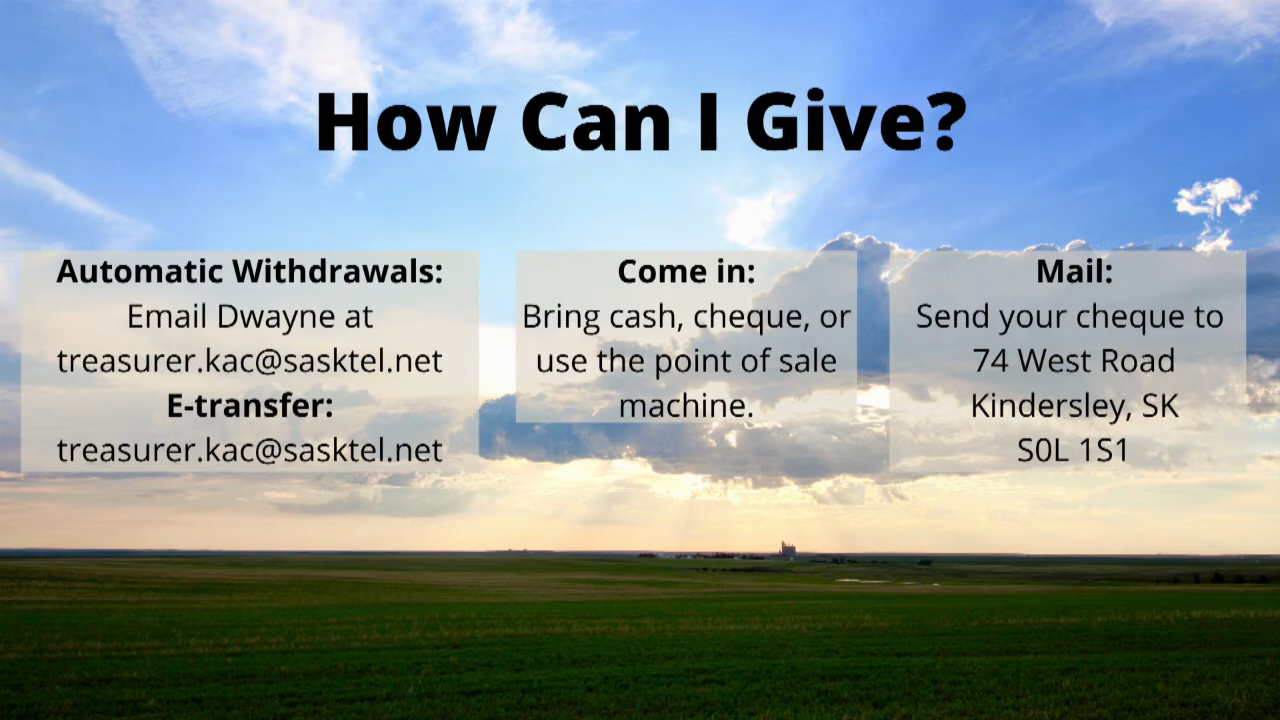 How Can I Give?
Automatic Withdrawals:
Email Dwayne at
treasurer.kac@sasktel.net
E-transfer:
treasurer.kac@sasktel.net
Come in:
Bring cash, cheque, or
use the point of sale
machine.
Mail:
Send your cheque to
74 West Road
Kindersley, SK
S0L 1S1